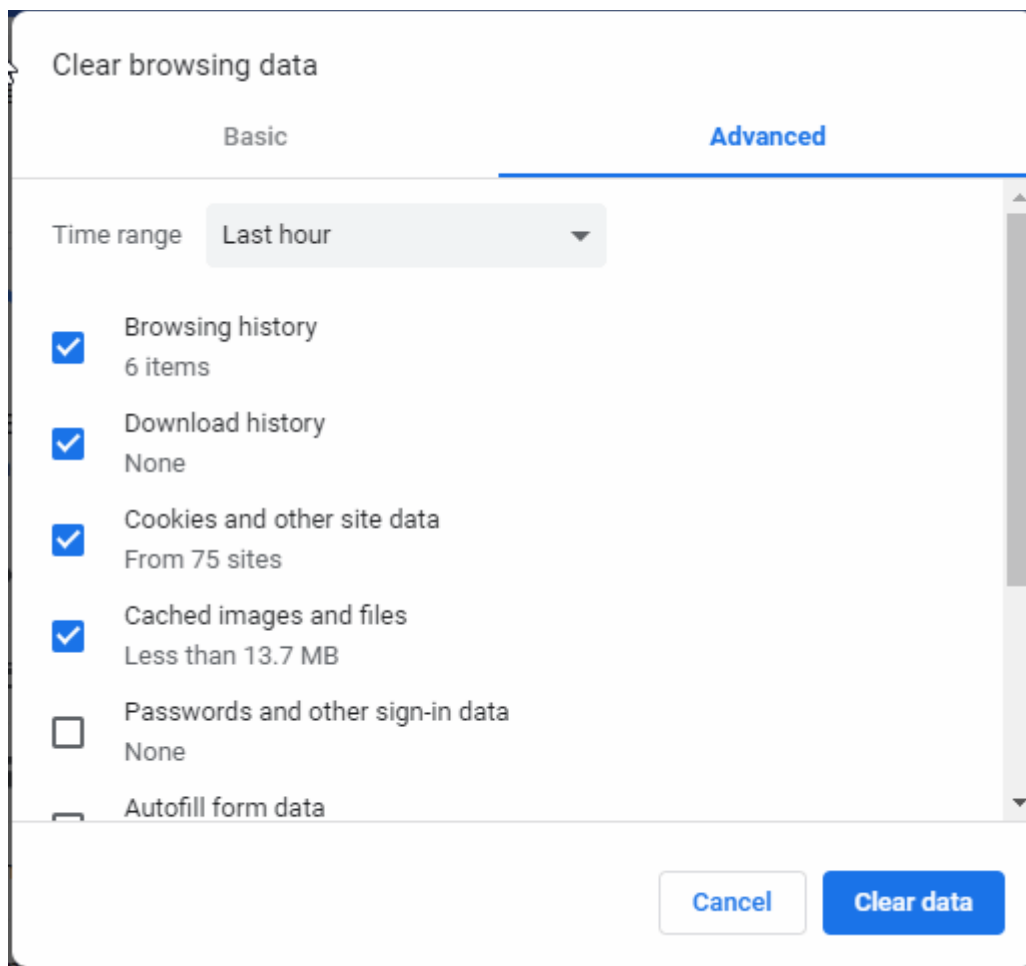 Clear browsing data
Basic
Advanced
Time range
Last hour
Browsing history
6 items
Download history
None
Cookies and other site data
From 75 sites
Cached images and files
Less than 13.7 MB
Passwords and other sign-in data
None
Autofill form data
Cancel
Clear data